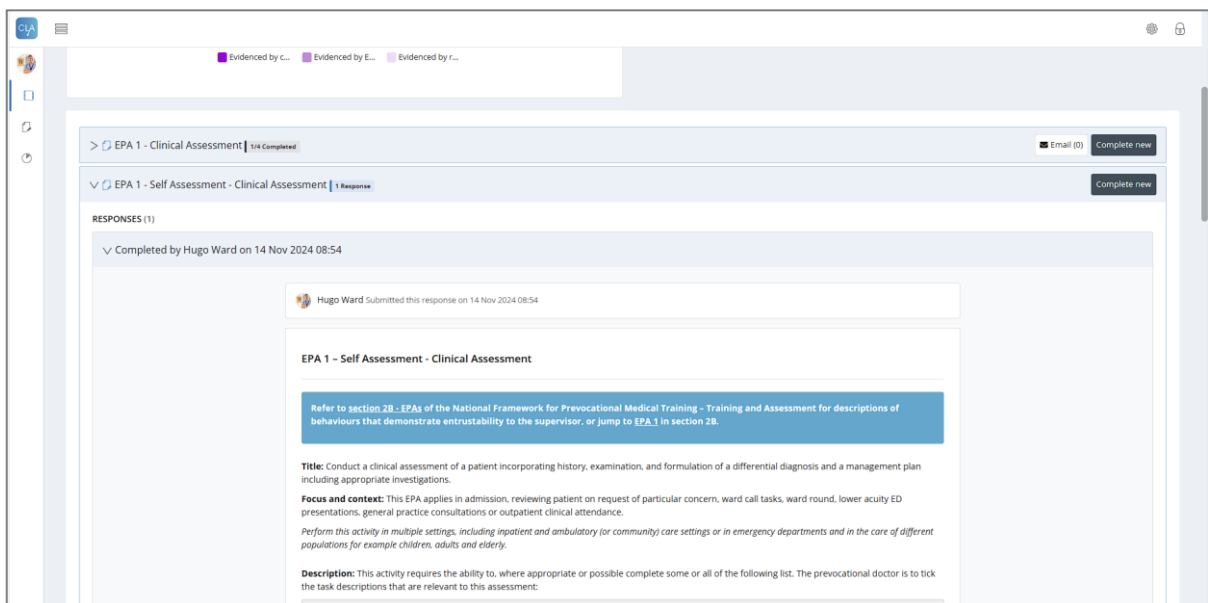 CLA
Evidenced by c... Evidenced by E... Evidenced by r...
EPA 1 - Clinical Assessment 1/4 Completed Email (0) Complete new
EPA 1 - Self Assessment - Clinical Assessment 1 Response Complete new
RESPONSES (1)
Completed by Hugo Ward on 14 Nov 2024 08:54
Hugo Ward Submitted this response on 14 Nov 2024 08:54
EPA 1 – Self Assessment - Clinical Assessment
Refer to section 2B - EPAs of the National Framework for Prevocational Medical Training – Training and Assessment for descriptions of
behaviours that demonstrate entrustability to the supervisor, or jump to EPA 1 in section 2B.
Title: Conduct a clinical assessment of a patient incorporating history, examination, and formulation of a differential diagnosis and a management plan
including appropriate investigations.
Focus and context: This EPA applies in admission, reviewing patient on request of particular concern, ward call tasks, ward round, lower acuity ED
presentations, general practice consultations or outpatient clinical attendance.
Perform this activity in multiple settings, including inpatient and ambulatory (or community) care settings or in emergency departments and in the care of different
populations for example children, adults and elderly.
Description: This activity requires the ability to, where appropriate or possible complete some or all of the following list. The prevocational doctor is to tick
the task descriptions that are relevant to this assessment: